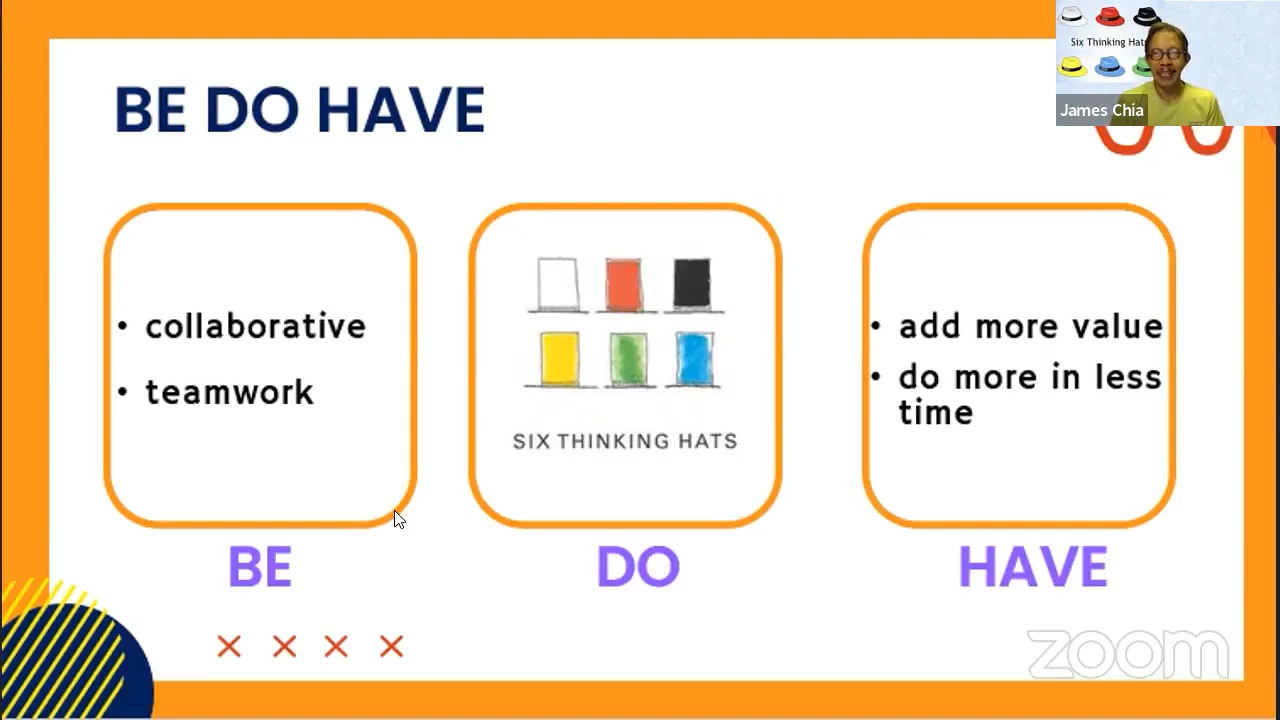 Six Thinking Hats
James Chia
BE DO HAVE
• collaborative
• teamwork
SIX THINKING HATS
• add more value
• do more in less
time
BE
DO
HAVE
zoom